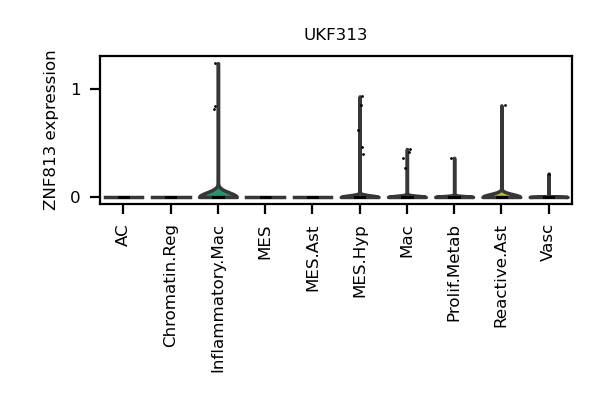 UKF313
ZNF813 expression
1
0
AC
Chromatin.Reg
Inflammatory.Mac
MES
MES.Ast
MES.Hyp
Mac
Prolif.Metab
Reactive.Ast
Vasc